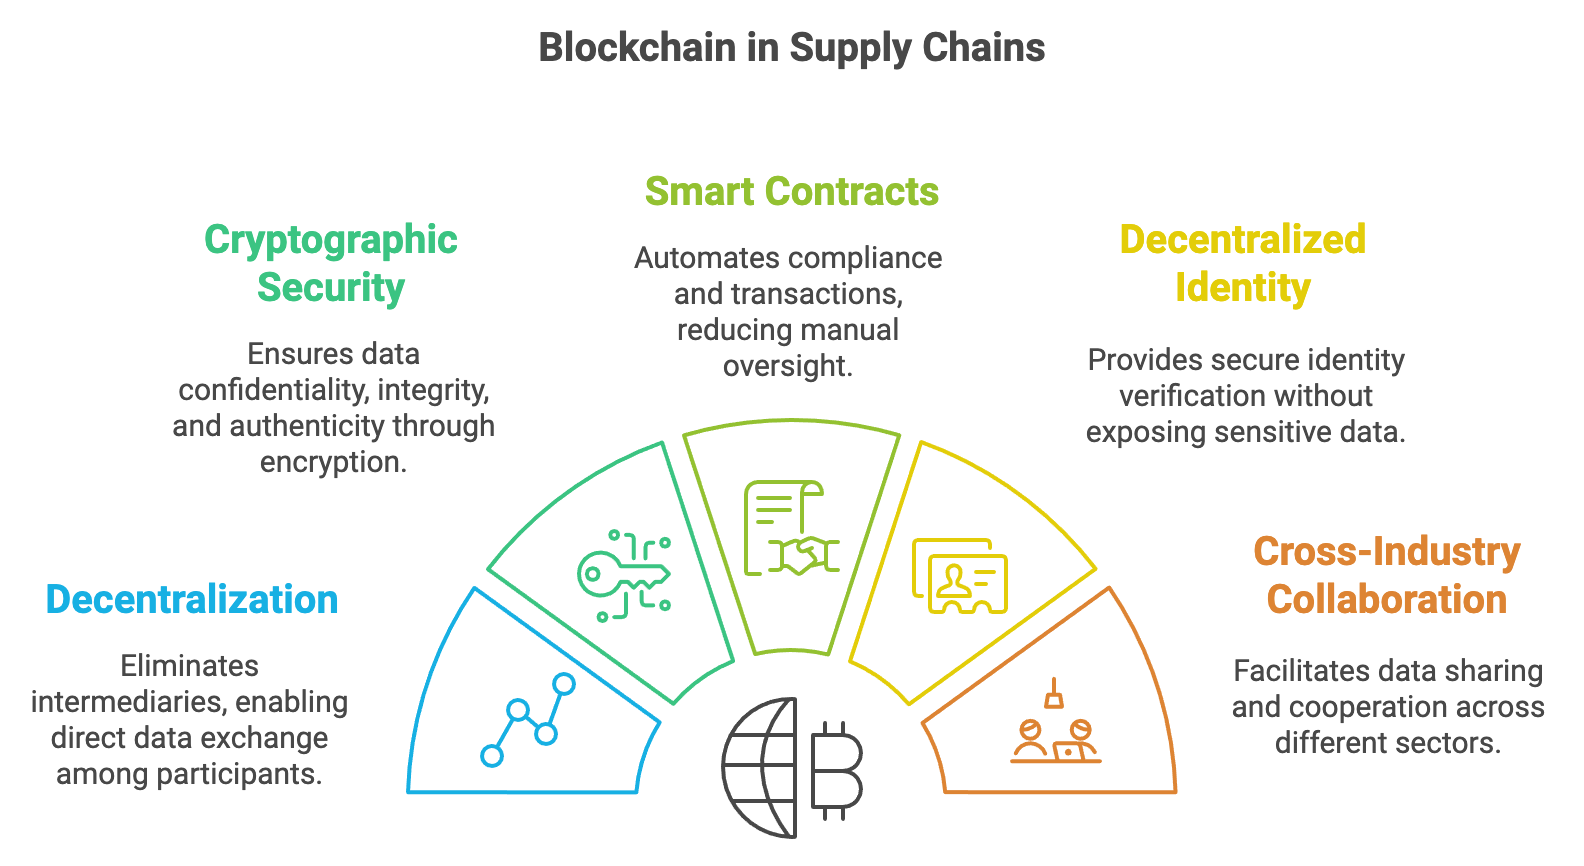 Blockchain in Supply Chains
Smart Contracts
Automates compliance
and transactions,
reducing manual
oversight.
Cryptographic
Security
Ensures data
confidentiality, integrity,
and authenticity through
encryption.
Decentralized
Identity
Provides secure identity
verification without
exposing sensitive data.
Decentralization
Eliminates
intermediaries, enabling
direct data exchange
among participants.
Cross-Industry
Collaboration
Facilitates data sharing
and cooperation across
different sectors.